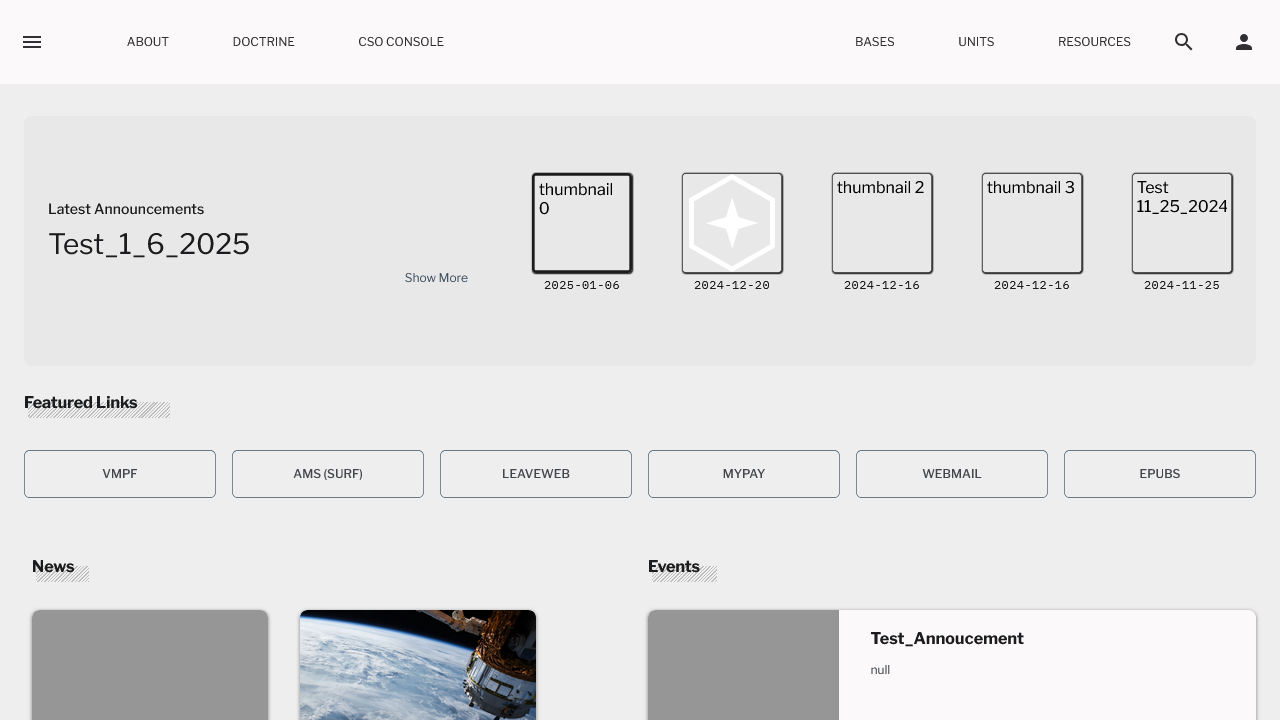 ABOUT
DOCTRINE
CSO CONSOLE
BASES
UNITS
RESOURCES
Latest Announcements
Test_1_6_2025
Show More
thumbnail
0
2025-01-06
2024-12-20
thumbnail 2
2024-12-16
thumbnail 3
2024-12-16
Test
11_25_2024
2024-11-25
Featured Links
VMPF
AMS (SURF)
LEAVEWEB
MYPAY
WEBMAIL
EPUBS
News
Events
Test_Annoucement
null